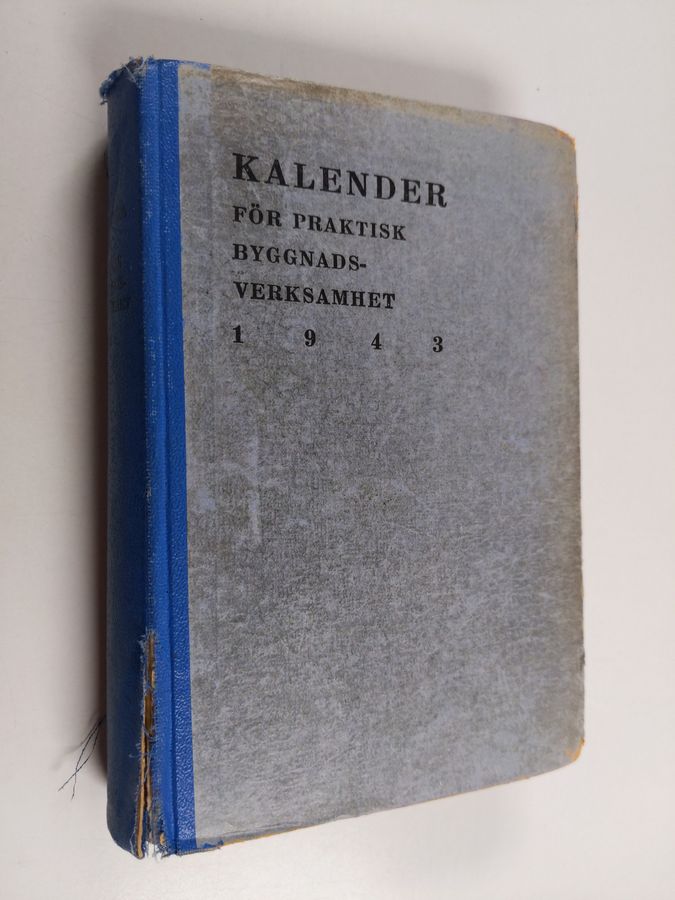 KALENDER
FÖR PRAKTISK
BYGGNADS-
VERKSAMHET
1 9 4 3